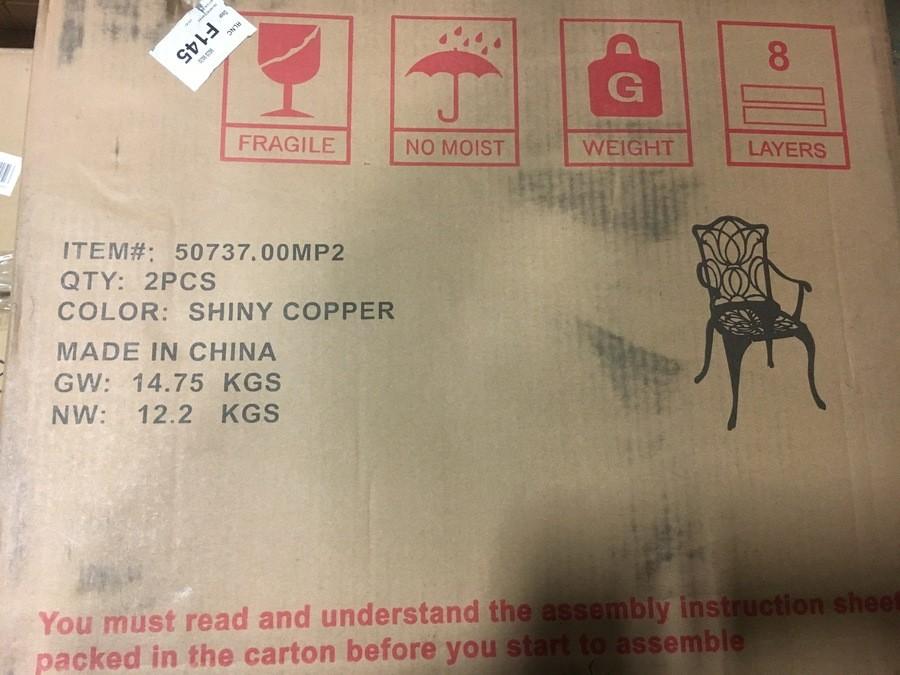 F145
FRAGILE
NO MOIST
G
WEIGHT
8
LAYERS
ITEM#: 50737.00MP2
QTY: 2PCS
COLOR: SHINY COPPER
MADE IN CHINA
GW: 14.75 KGS
NW: 12.2 KGS
You must read and understand the assembly instruction sheet
packed in the carton before you start to assemble